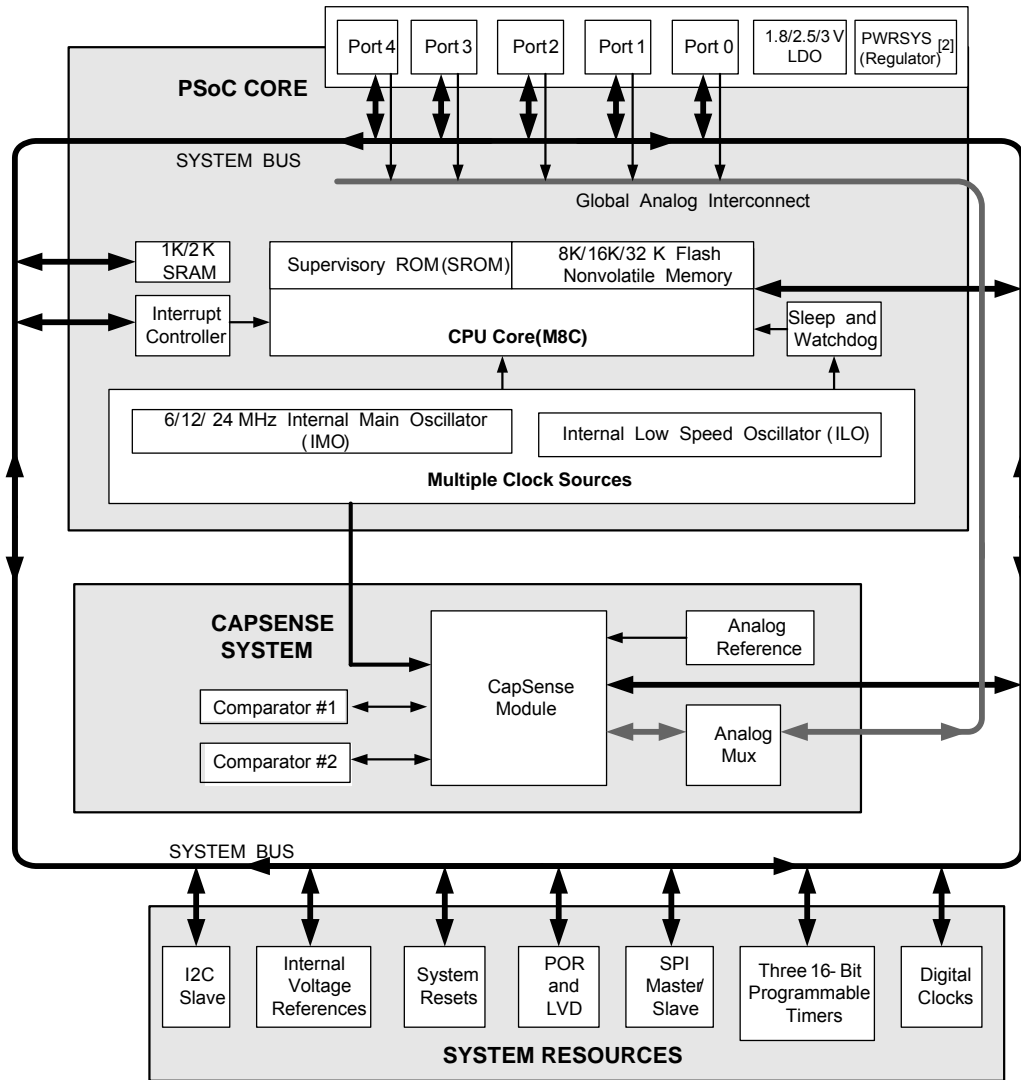 Port 4
Port 3
Port 2
Port 1
Port 0
1.8/2.5/3 V
LDO
PWRSYS [2]
(Regulator)
PSoC CORE
SYSTEM BUS
Global Analog Interconnect
1K/2 K
SRAM
Supervisory ROM (SROM)
8K/16K/32 K Flash
Nonvolatile Memory
Interrupt
Controller
CPU Core(M8C)
Sleep and
Watchdog
6/12/ 24 MHz Internal Main Oscillator
(IMO)
Internal Low Speed Oscillator (ILO)
Multiple Clock Sources
CAPSENSE
SYSTEM
Analog
Reference
CapSense
Module
Comparator #1
Analog
Mux
Comparator #2
SYSTEM BUS
I2C
Slave
Internal
Voltage
References
System
Resets
POR
and
LVD
SPI
Master/
Slave
Three 16- Bit
Programmable
Timers
Digital
Clocks
SYSTEM RESOURCES